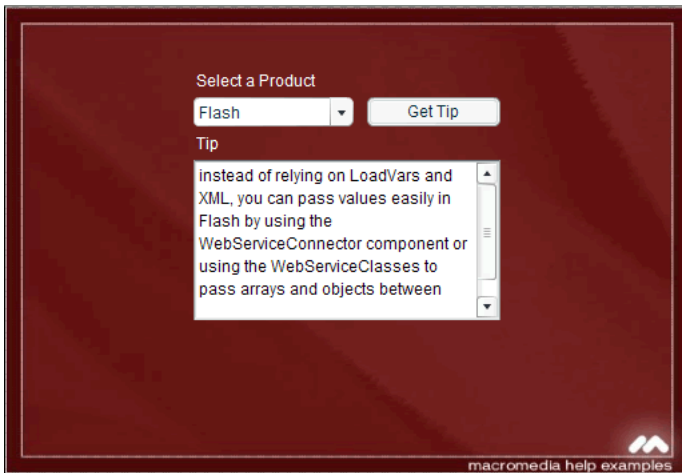 Select a Product
Flash
Get Tip
Tip
instead of relying on LoadVars and
XML, you can pass values easily in
Flash by using the
WebServiceConnector component or
using the WebServiceClasses to
pass arrays and objects between
macromedia help examples